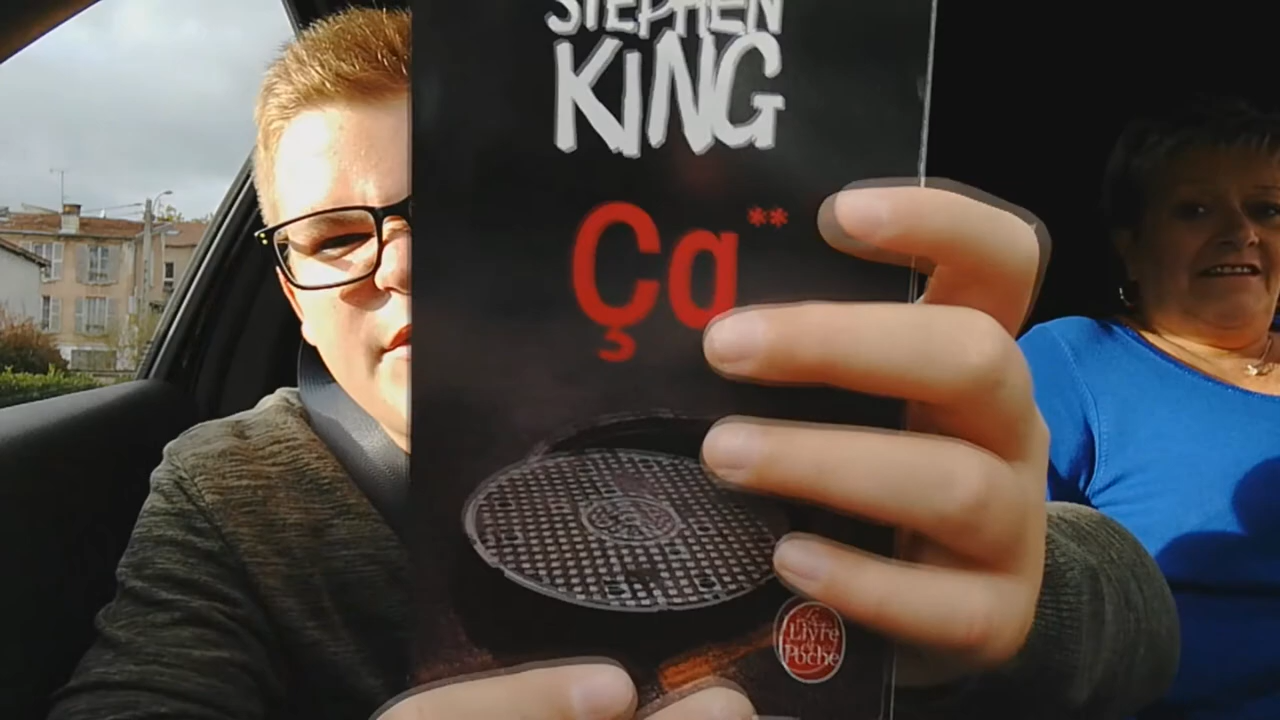 STEPHEN
KING
Ça**
Le
Livre
de
Poche